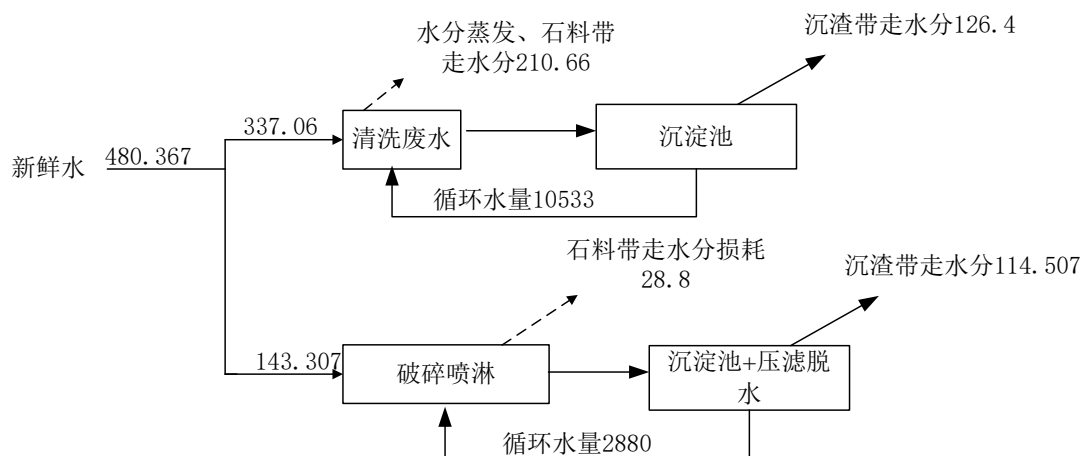 水分蒸发、石料带
走水分210.66
沉渣带走水分126.4
337.06
清洗废水
沉淀池
新鲜水
480.367
循环水量10533
石料带走水分损耗
28.8
沉渣带走水分114.507
143.307
破碎喷淋
沉淀池+压滤脱
水
循环水量2880